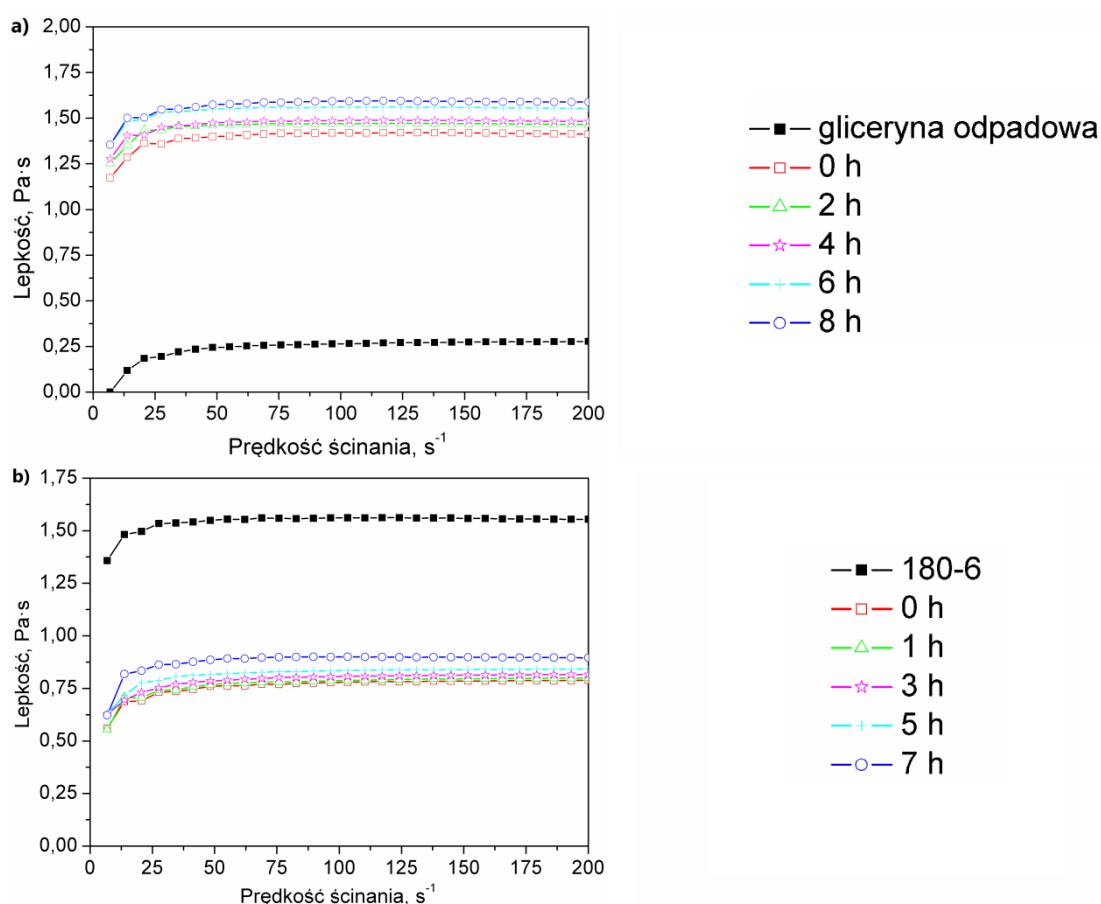 a)
2,00
1,75
1,50
1,25
1,00
0,75
0,50
0,25
0,00
Lepkość, Pa·s
0 25 50 75 100 125 150 175 200
Prędkość ścinania, s⁻¹
gliceryna odpadowa
0 h
2 h
4 h
6 h
8 h
b)
1,75
1,50
1,25
1,00
0,75
0,50
0,25
0,00
Lepkość, Pa·s
0 25 50 75 100 125 150 175 200
Prędkość ścinania, s⁻¹
180-6
0 h
1 h
3 h
5 h
7 h